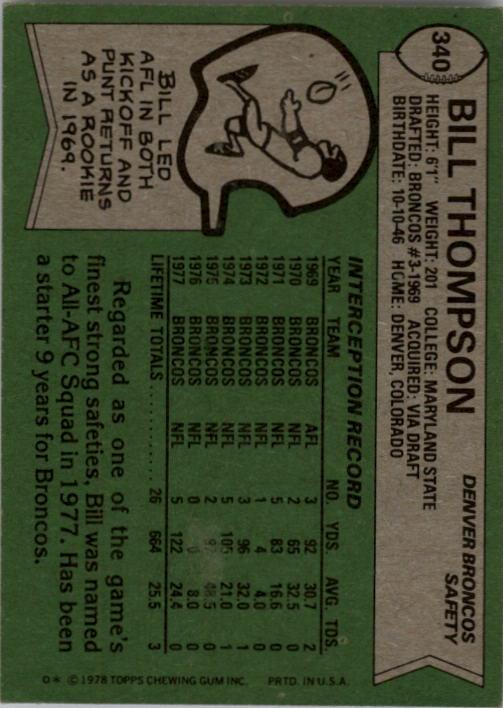 340
BILL THOMPSON
DENVER BRONCOS
SAFETY
HEIGHT: 6'1" WEIGHT: 201 COLLEGE: MARYLAND STATE
DRAFTED: BRONCOS #3-1969 ACQUIRED: VIA DRAFT
BIRTHDATE: 10-10-46 HOME: DENVER, COLORADO
BILL LED
AFL IN BOTH
KICKOFF AND
PUNT RETURNS
AS A ROOKIE
IN 1969.
INTERCEPTION RECORD
YEAR TEAM NO. YDS. AVG. TDS.
1969 BRONCOS AFL 3 92 30.7 2
1970 BRONCOS NFL 2 65 32.5 0
1971 BRONCOS NFL 5 83 16.6 0
1972 BRONCOS NFL 1 4 4.0 0
1973 BRONCOS NFL 3 96 32.0 1
1974 BRONCOS NFL 5 105 21.0
1975 BRONCOS NFL 2 97 48.5 0
1976 BRONCOS NFL 0 8.0 0
1977 BRONCOS NFL 5 122 24.4 0
LIFETIME TOTALS ........... 26 664 25.5 3
Regarded as one of the game's
finest strong safeties, Bill was named
to All-AFC Squad in 1977. Has been
a starter 9 years for Broncos.
D* © 1978 TOPPS CHEWING GUM INC. PRTD. IN U.S.A.